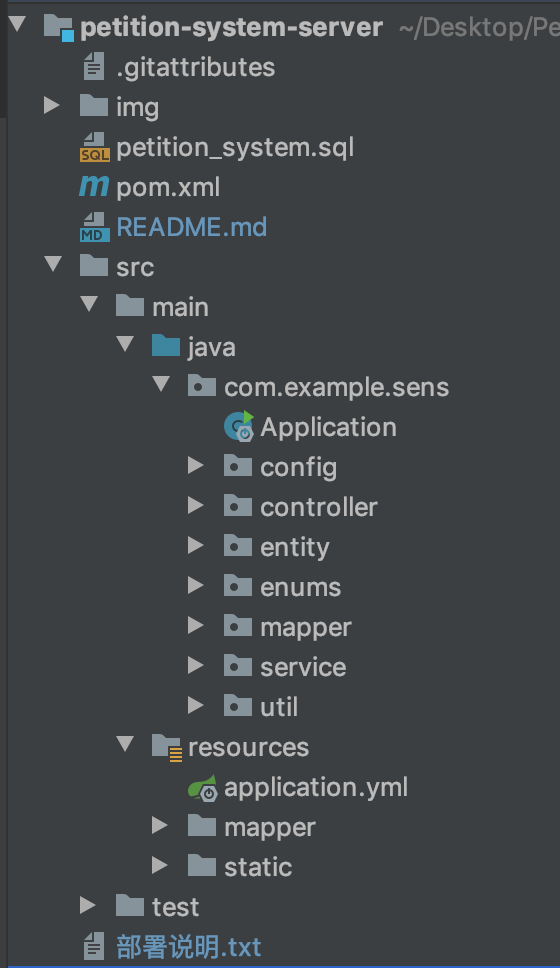 petition-system-server ~/Desktop/Pe
.gitattributes
img
SQL petition_system.sql
m pom.xml
MD README.md
src
main
java
com.example.sens
Application
config
controller
entity
enums
mapper
service
util
resources
application.yml
mapper
static
test
部署说明.txt